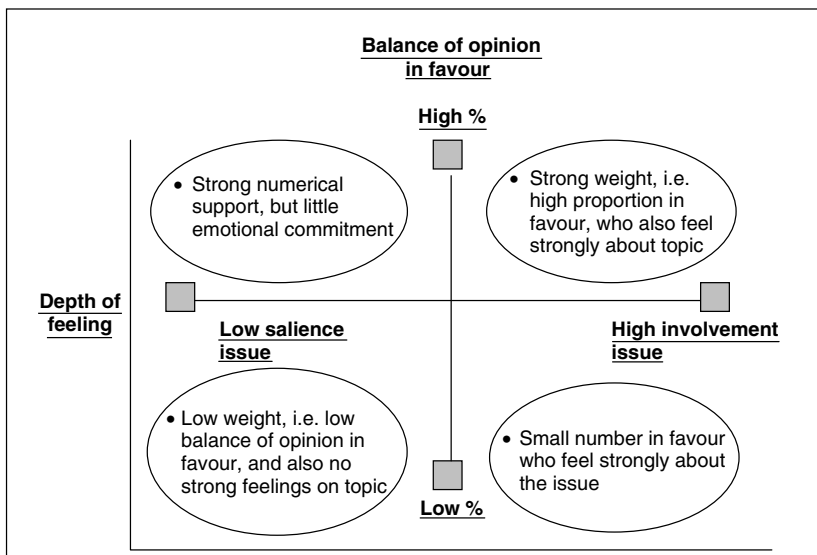 Balance of opinion
in favour
High %
• Strong numerical
support, but little
emotional commitment
• Strong weight, i.e.
high proportion in
favour, who also feel
strongly about topic
Depth of
feeling
Low salience
issue
High involvement
issue
• Low weight, i.e. low
balance of opinion in
favour, and also no
strong feelings on topic
• Small number in favour
who feel strongly about
the issue
Low %